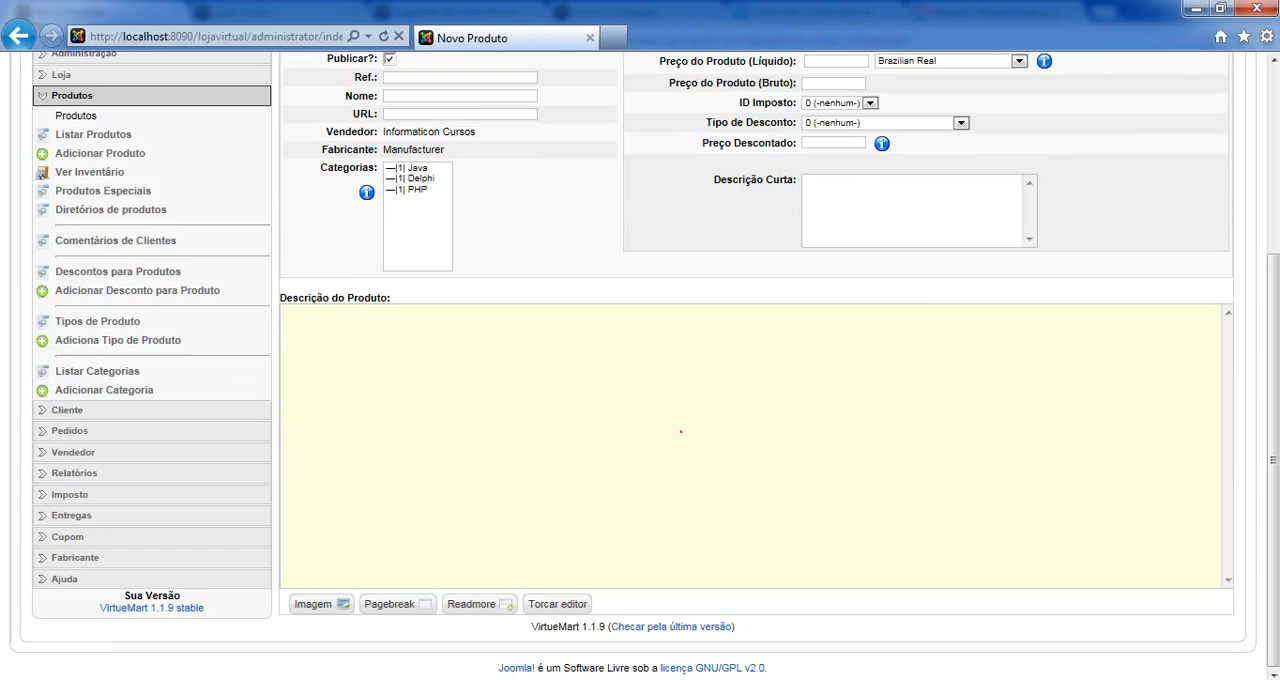 http://localhost:8090/lojavirtual/administrator/inde
Novo Produto
Administração
Loja
Produtos
Produtos
Listar Produtos
Adicionar Produto
Ver Inventário
Produtos Especiais
Diretórios de produtos
Comentários de Clientes
Descontos para Produtos
Adicionar Desconto para Produto
Tipos de Produto
Adiciona Tipo de Produto
Listar Categorias
Adicionar Categoria
Cliente
Pedidos
Vendedor
Relatórios
Imposto
Entregas
Cupom
Fabricante
Ajuda
Sua Versão
VirtueMart 1.1.9 stable
Publicar?:
Ref.:
Nome:
URL:
Vendedor: Informaticon Cursos
Fabricante: Manufacturer
Categorias:
—|1| Java
—|1| Delphi
—|1| PHP
Preço do Produto (Líquido): Brazilian Real
Preço do Produto (Bruto):
ID Imposto: 0 (-nenhum-)
Tipo de Desconto: 0 (-nenhum-)
Preço Descontado:
Descrição Curta:
Descrição do Produto:
Imagem Pagebreak Readmore Torcar editor
VirtueMart 1.1.9 (Checar pela última versão)
Joomla! é um Software Livre sob a licença GNU/GPL v2.0.